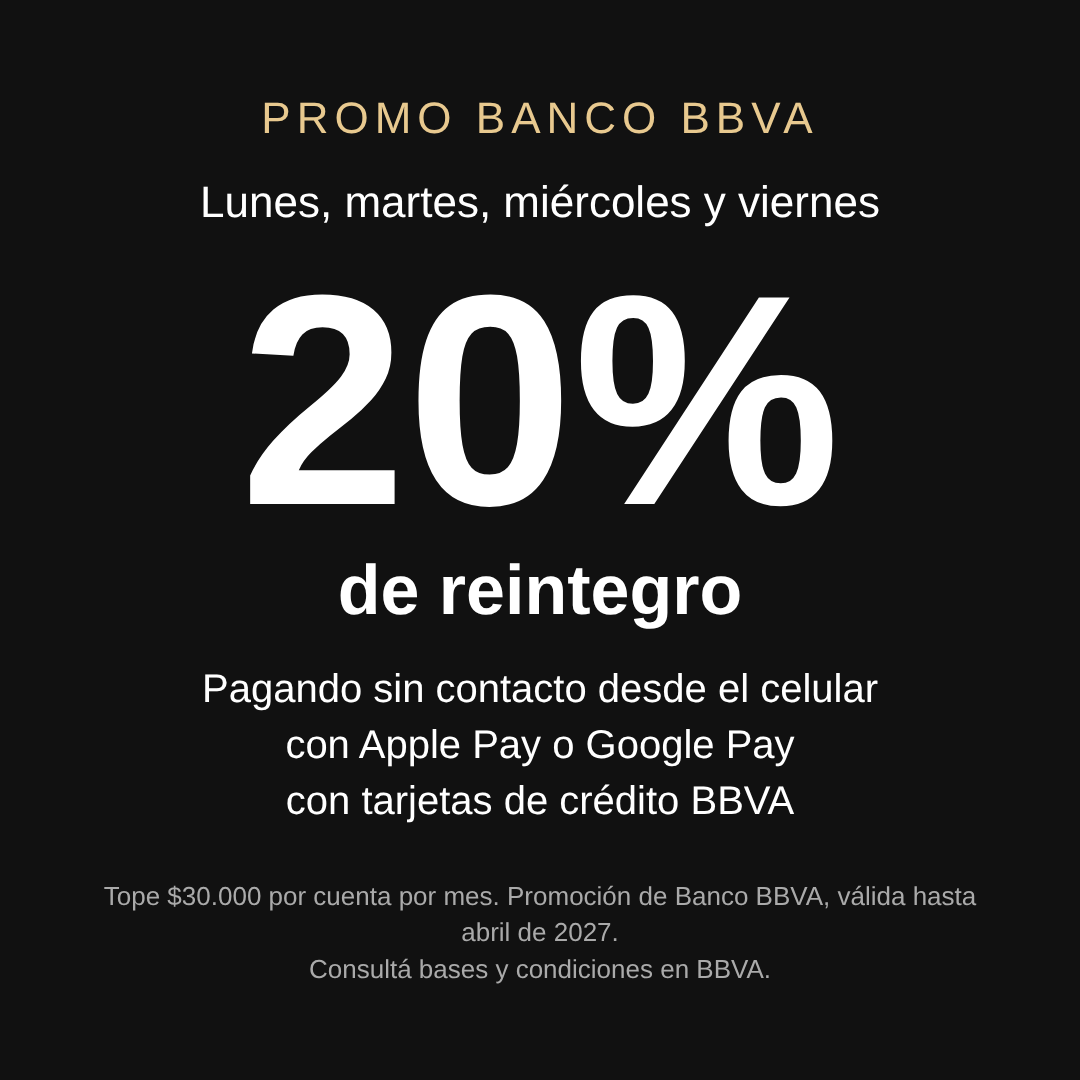 PROMO BANCO BBVA
Lunes, martes, miércoles y viernes
20%
de reintegro
Pagando sin contacto desde el celular
con Apple Pay o Google Pay
con tarjetas de crédito BBVA
Tope $30.000 por cuenta por mes. Promoción de Banco BBVA, válida hasta
abril de 2027.
Consultá bases y condiciones en BBVA.